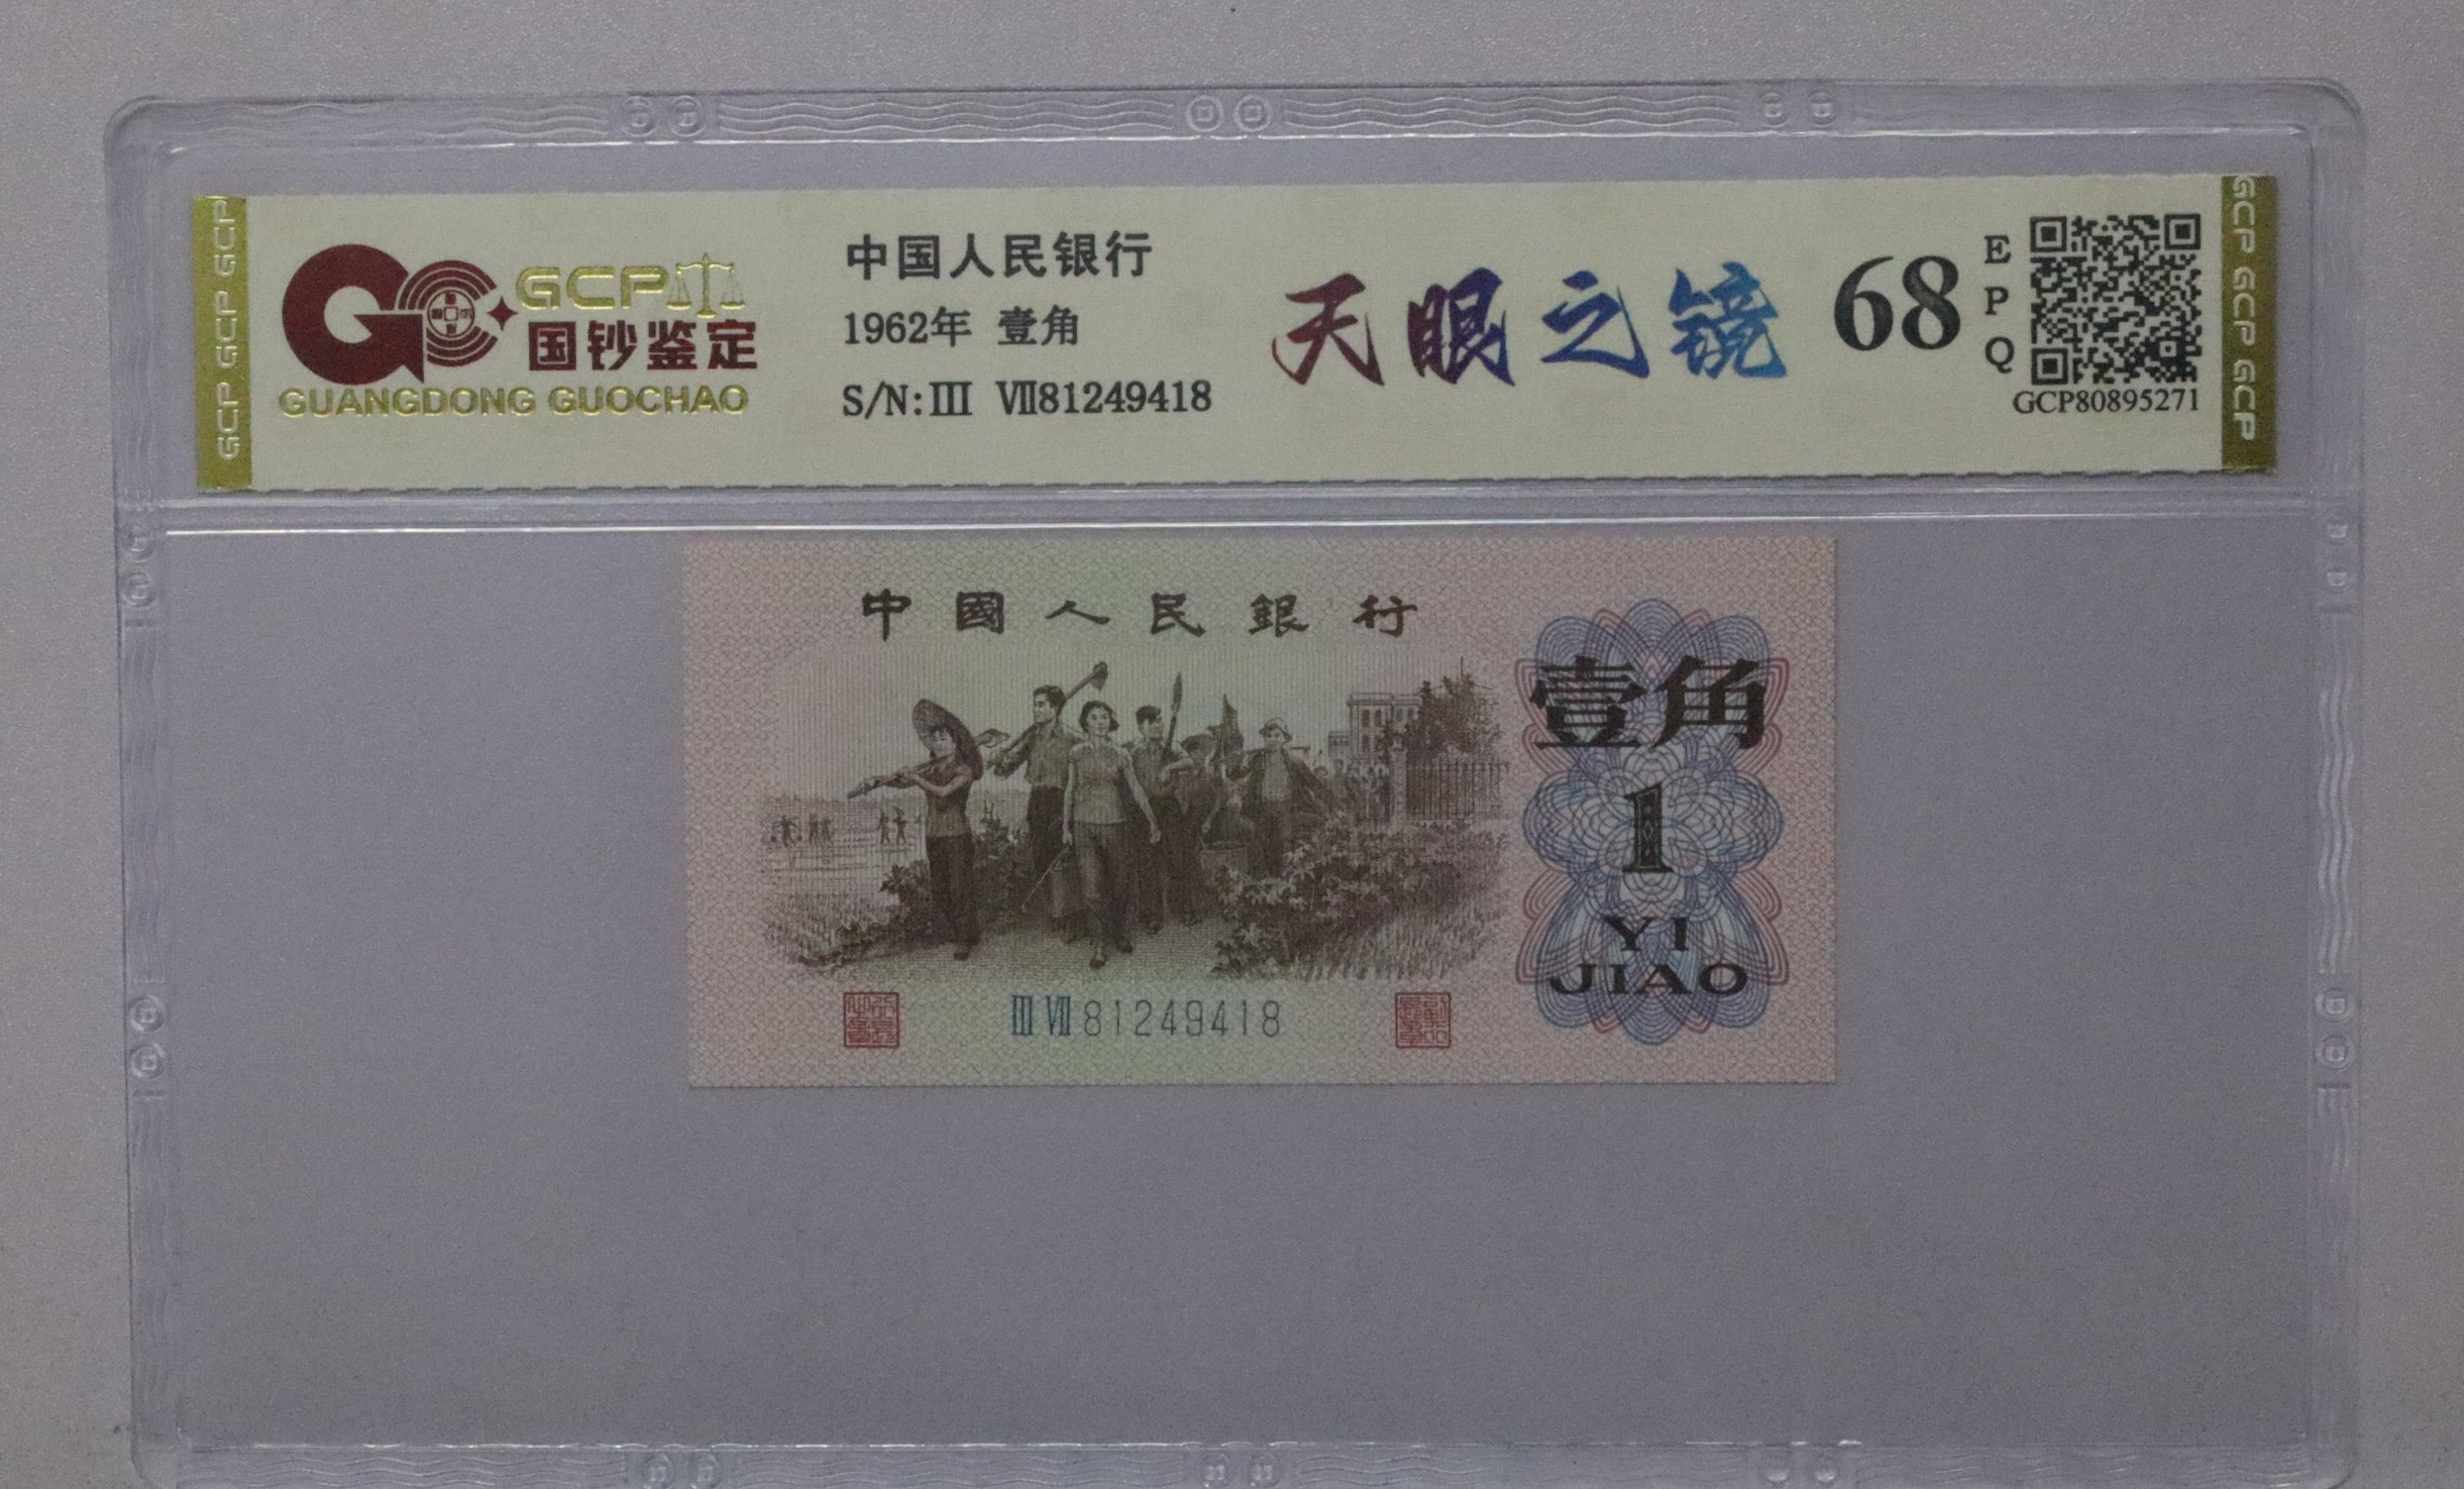 GCP GCP GCP
GCP
国钞鉴定
GUANGDONG GUOCHAO
中国人民银行
1962年 壹角
S/N:III VII81249418
天眼之镜
68
E
P
Q
GCP80895271
GCP GCP GCP GCP
中國人民銀行
壹角
1
YI
JIAO
III VII 81249418